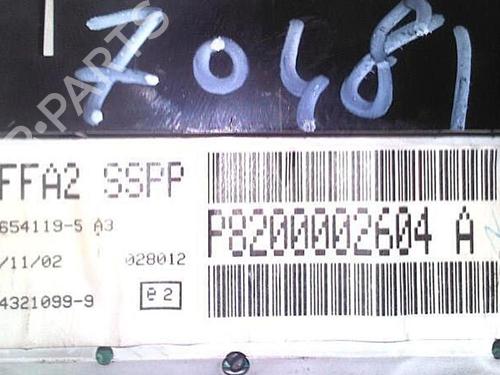 70481
FFA2 SSPP
654119-5 A3
/11/02 028012
4321099-9 e2
P8200002604 A